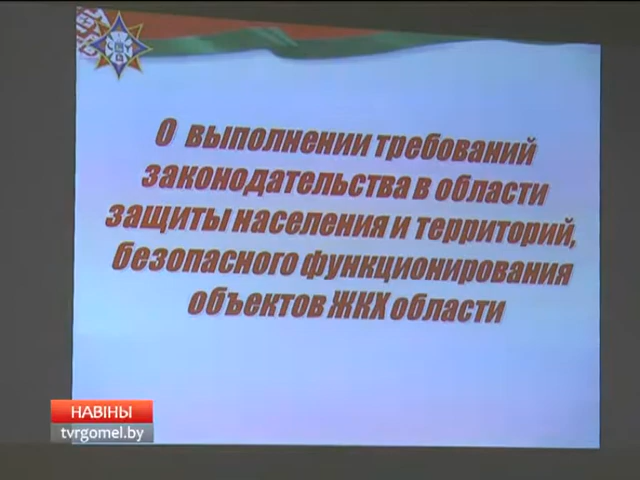 О выполнении требований
законодательства в области
защиты населения и территорий,
безопасного функционирования
объектов ЖКХ области
НАВІНЫ
tvrgomel.by